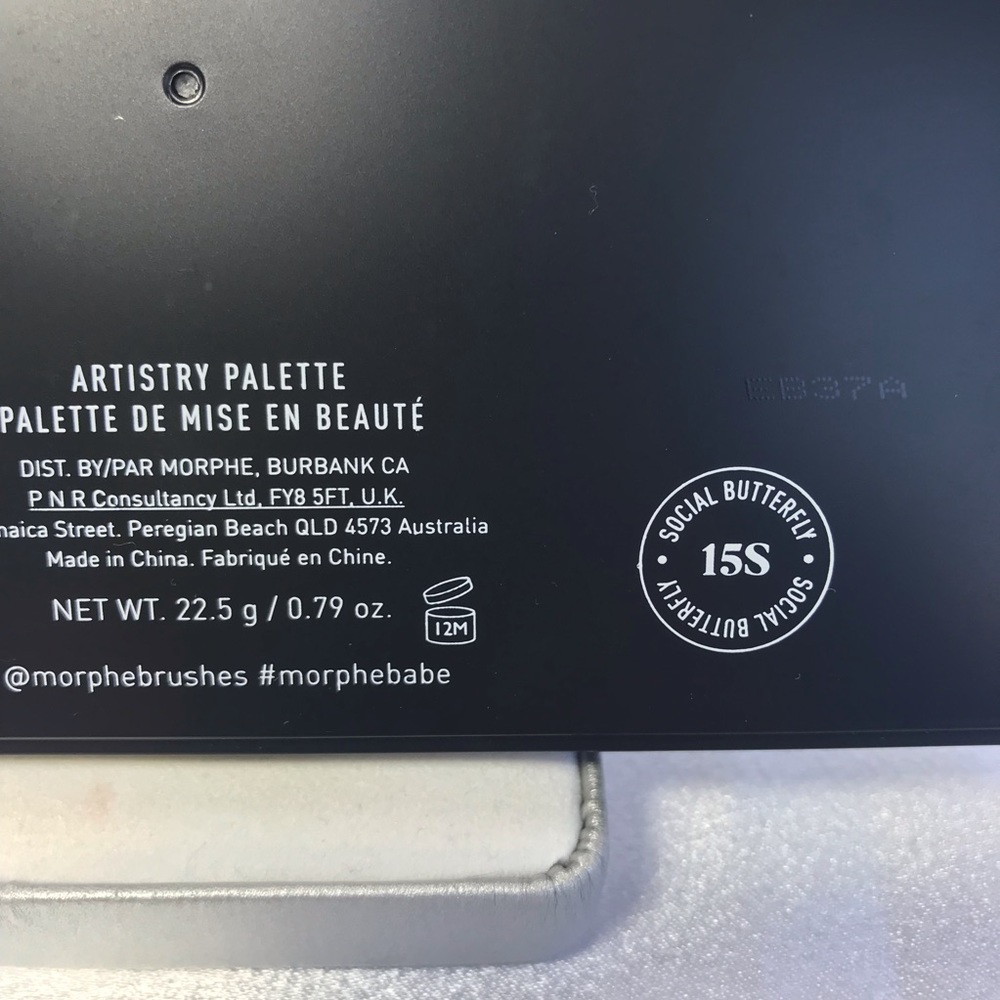 ARTISTRY PALETTE
PALETTE DE MISE EN BEAUTÉ
DIST. BY/PAR MORPHE, BURBANK CA
P N R Consultancy Ltd, FY8 5FT, U.K.
Street. Peregian Beach QLD 4573 Australia
Made in China. Fabriqué en Chine.
NET WT. 22.5 g / 0.79 oz.
12M
@morphebrushes #morphebabe
SOCIAL BUTTERFLY
15S
SOCIAL BUTTERFLY